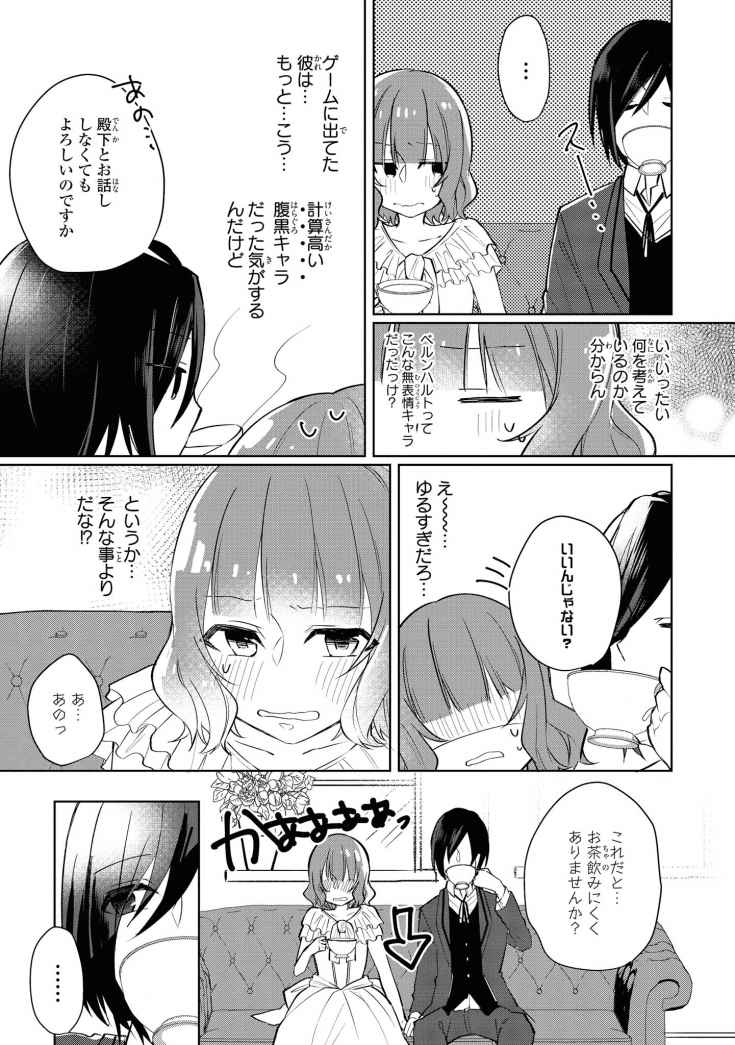 …
スー…
い、いったい
何を考えて
いるのか
分からん
ベルンハルトって
こんな無表情キャラ
だったっけ?
ゲームに出てた
彼は…
もっと…こう…
計算高い
腹黒キャラ
だった気がする
んだけど
あの…
殿下とお話し
しなくても
よろしいのですか
いいんじゃない?
え〜〜〜…
ゆるすぎだろ…
というか…
そんな事より
だな!?
あ…
あのっ
これだと…
お茶飲みにくく
ありませんか?
かぁぁぁぁっ
……